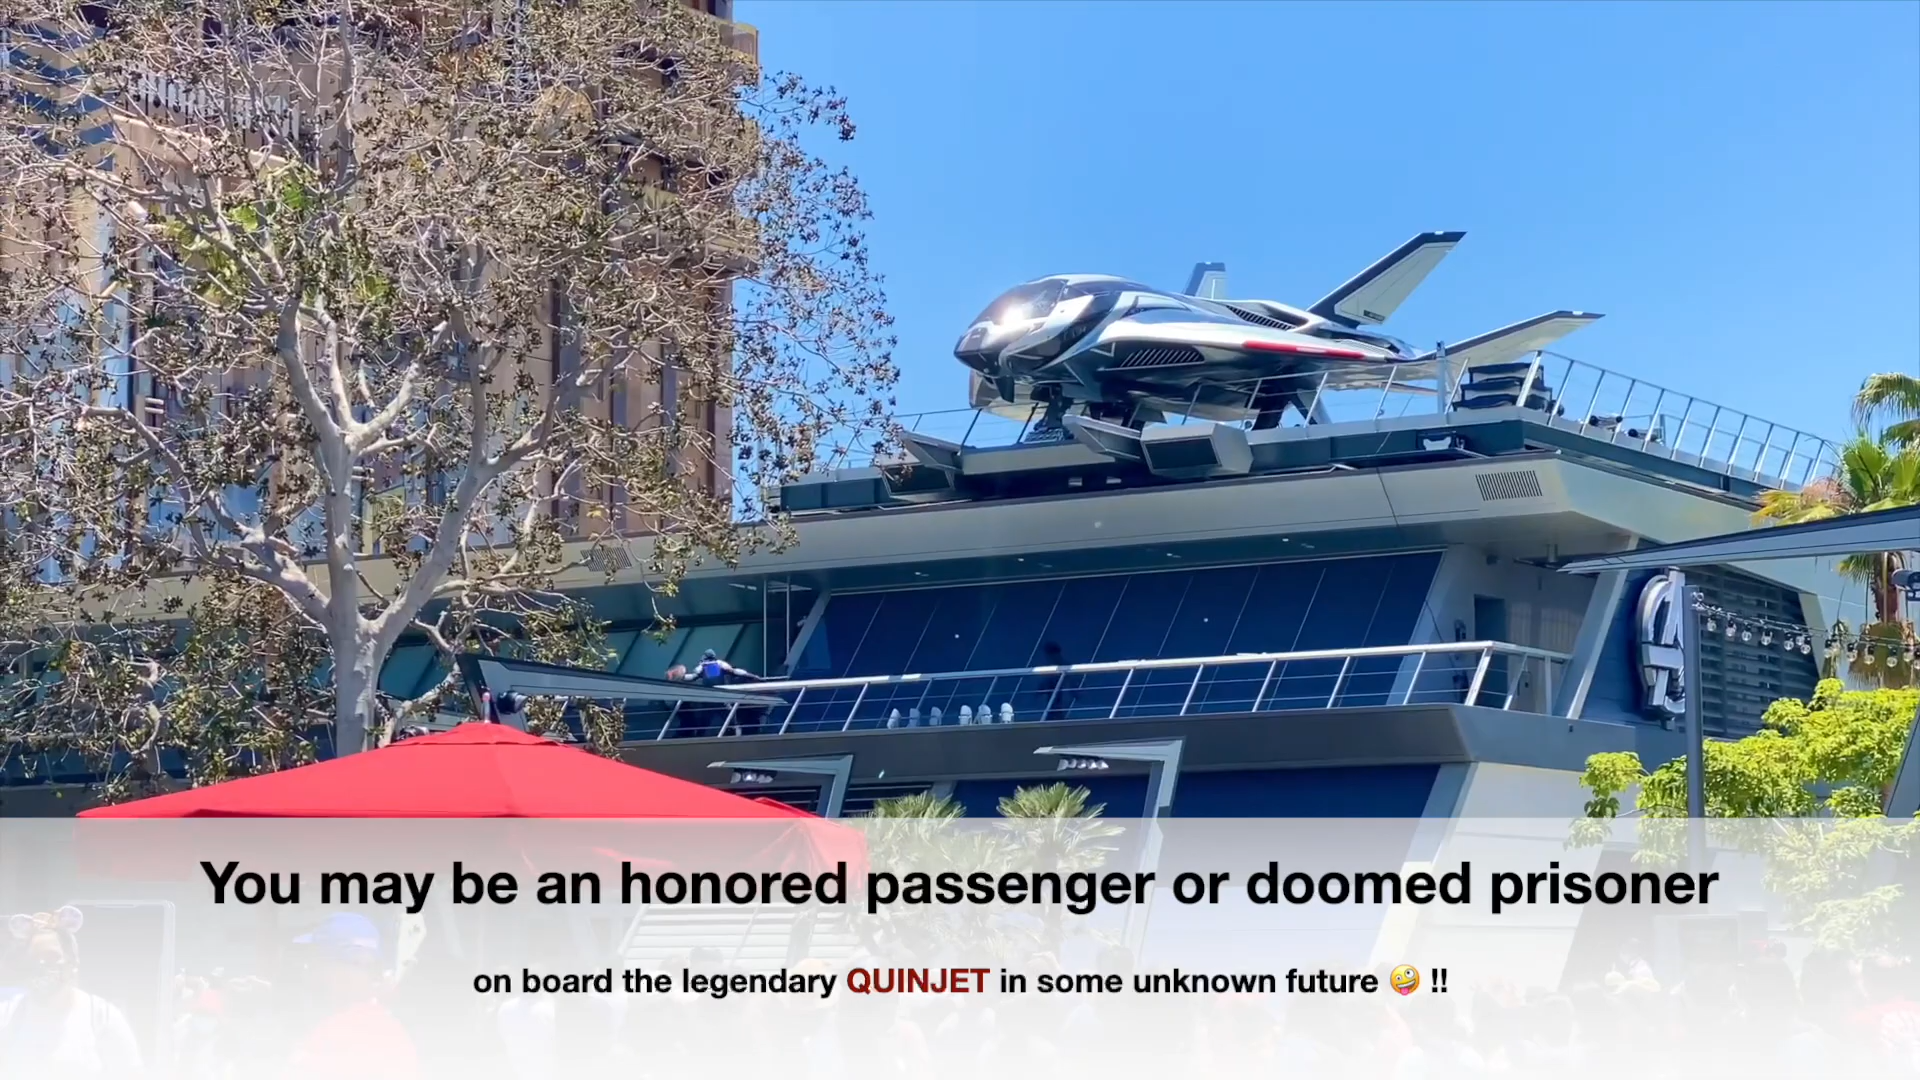 You may be an honored passenger or doomed prisoner
on board the legendary QUINJET in some unknown future 🤪 !!